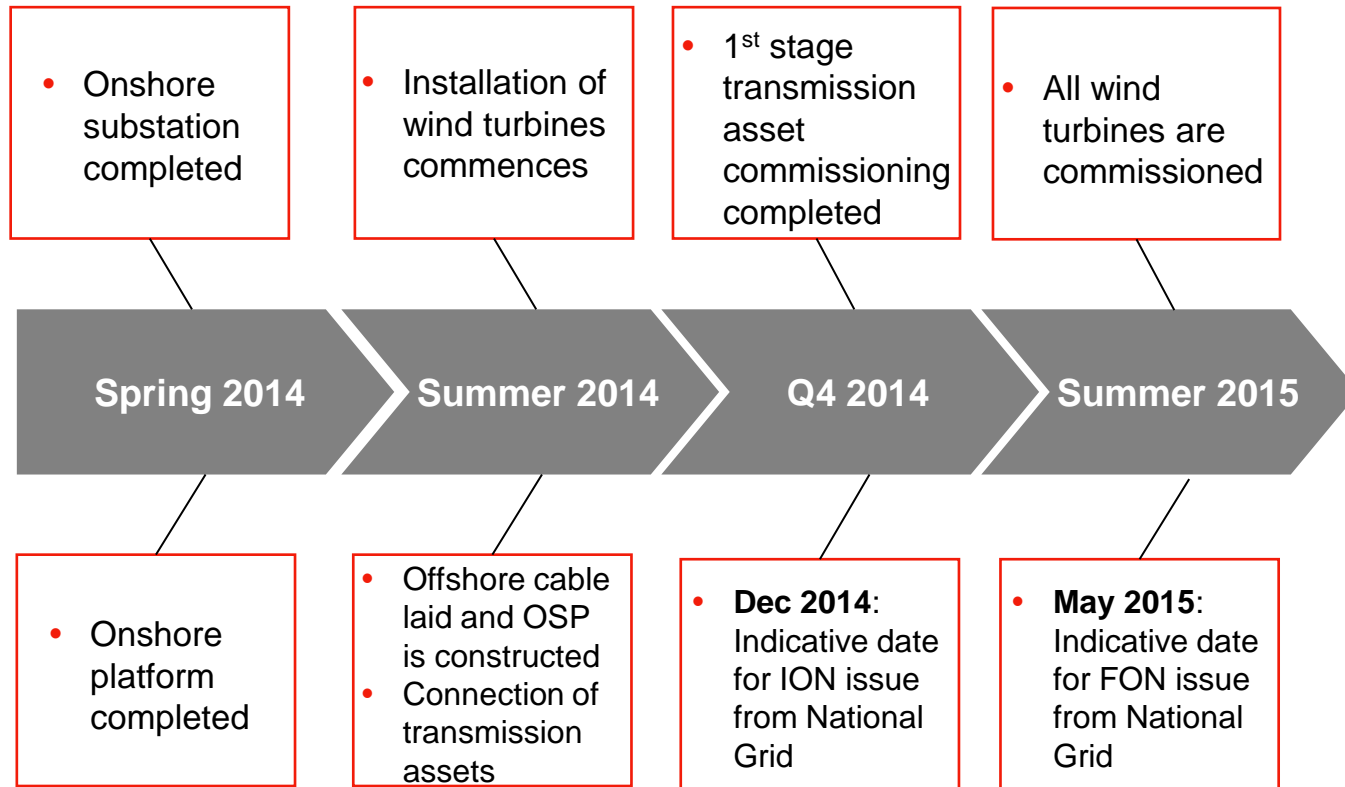 • Onshore
substation
completed
• Installation of
wind turbines
commences
• 1st stage
transmission
asset
commissioning
completed
• All wind
turbines are
commissioned
Spring 2014
Summer 2014
Q4 2014
Summer 2015
• Onshore
platform
completed
• Offshore cable
laid and OSP
is constructed
• Connection of
transmission
assets
• Dec 2014:
Indicative date
for ION issue
from National
Grid
• May 2015:
Indicative date
for FON issue
from National
Grid